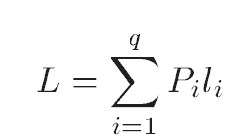 L = \sum_{i=1}^{q} P_i l_i